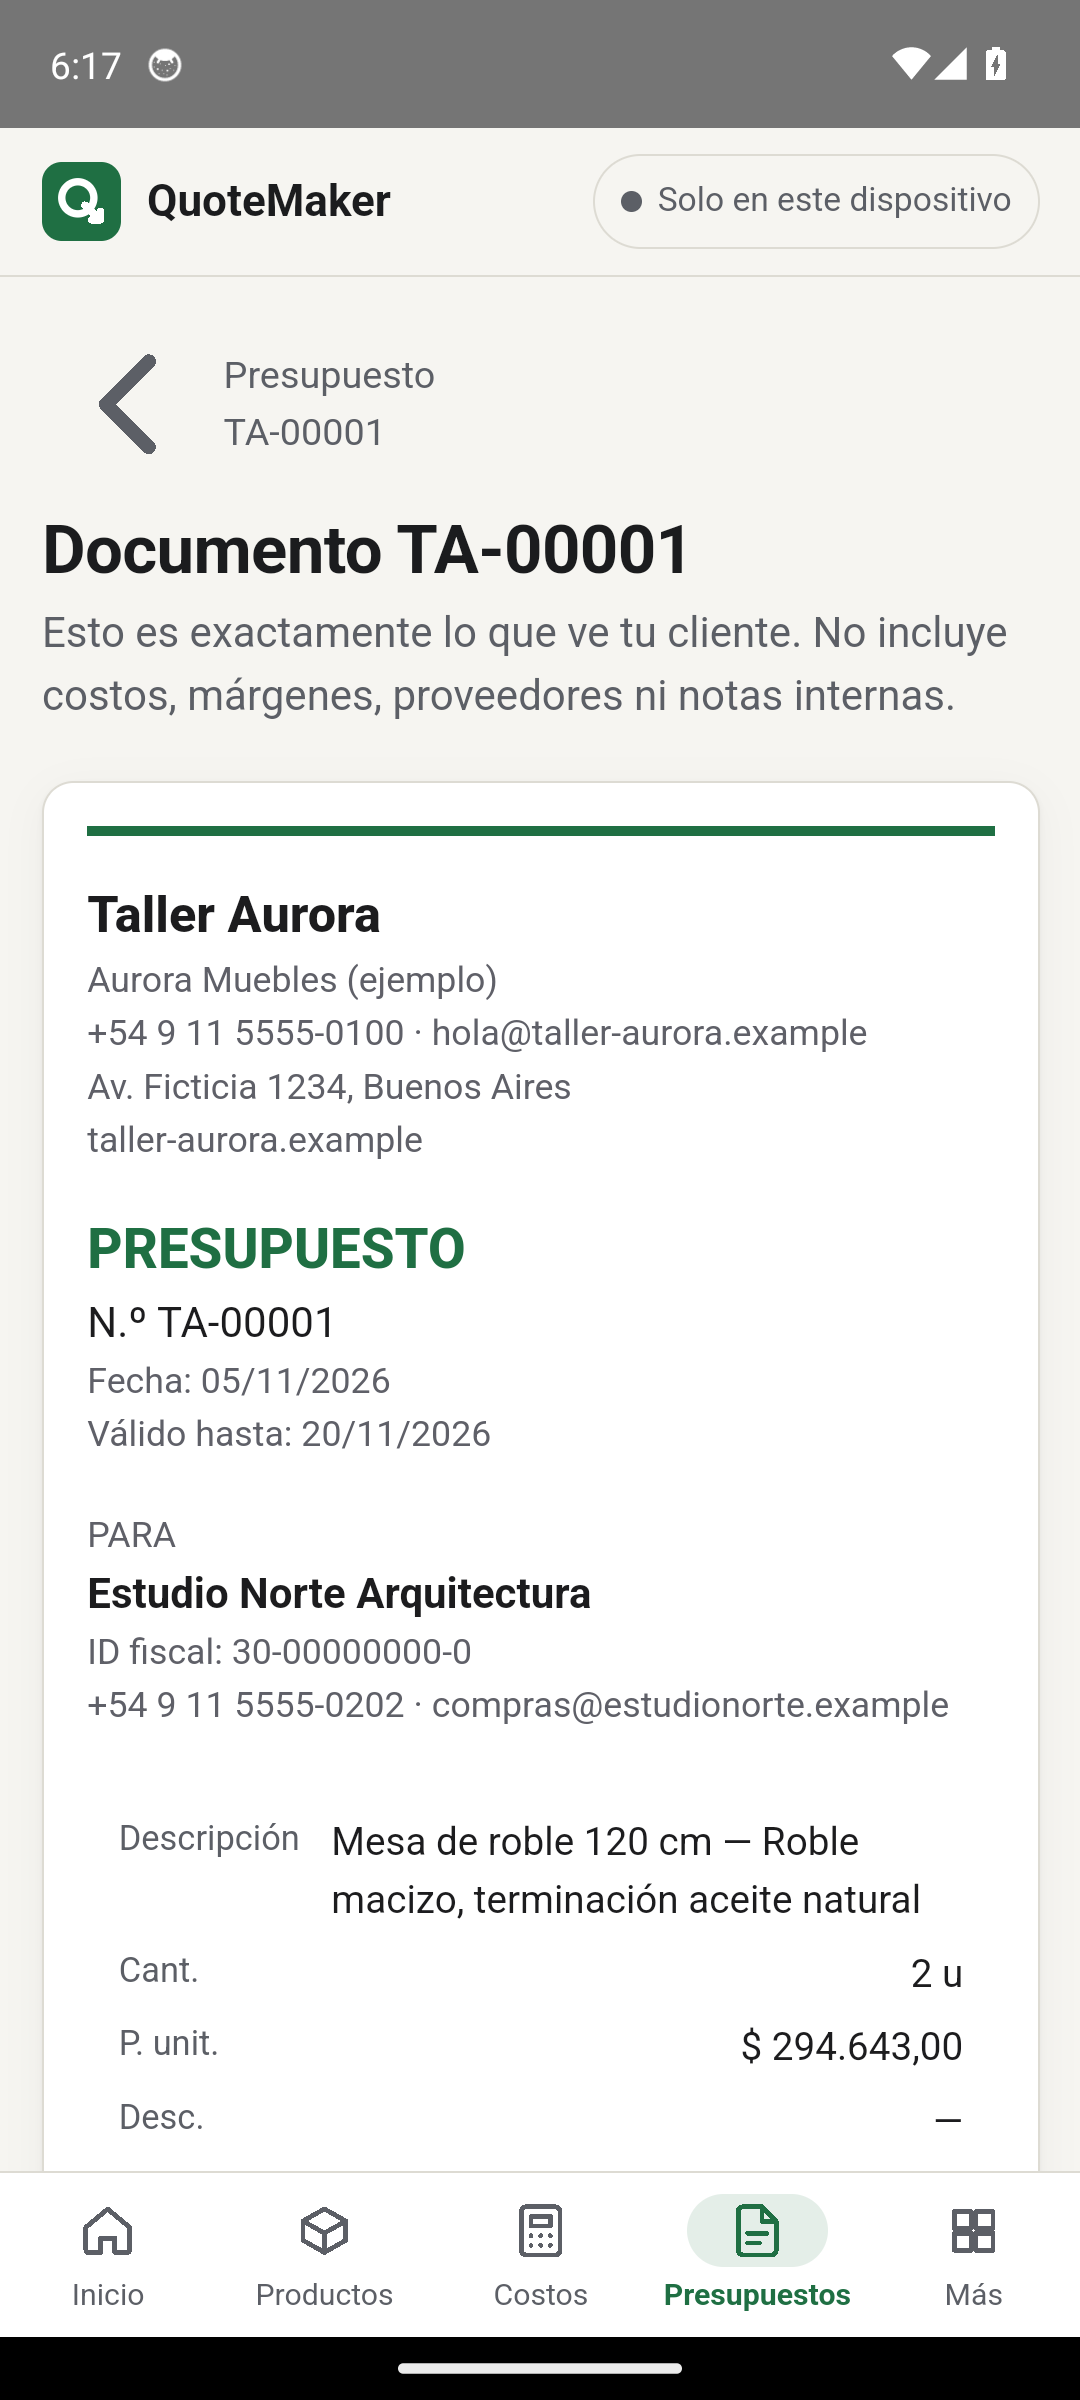 6:17
QuoteMaker
Solo en este dispositivo
Presupuesto
TA-00001
Documento TA-00001
Esto es exactamente lo que ve tu cliente. No incluye
costos, márgenes, proveedores ni notas internas.
Taller Aurora
Aurora Muebles (ejemplo)
+54 9 11 5555-0100 · hola@taller-aurora.example
Av. Ficticia 1234, Buenos Aires
taller-aurora.example
PRESUPUESTO
N.º TA-00001
Fecha: 05/11/2026
Válido hasta: 20/11/2026
PARA
Estudio Norte Arquitectura
ID fiscal: 30-00000000-0
+54 9 11 5555-0202 · compras@estudionorte.example
Descripción Mesa de roble 120 cm — Roble
macizo, terminación aceite natural
Cant. 2 u
P. unit. $ 294.643,00
Desc. —
Inicio Productos Costos Presupuestos Más